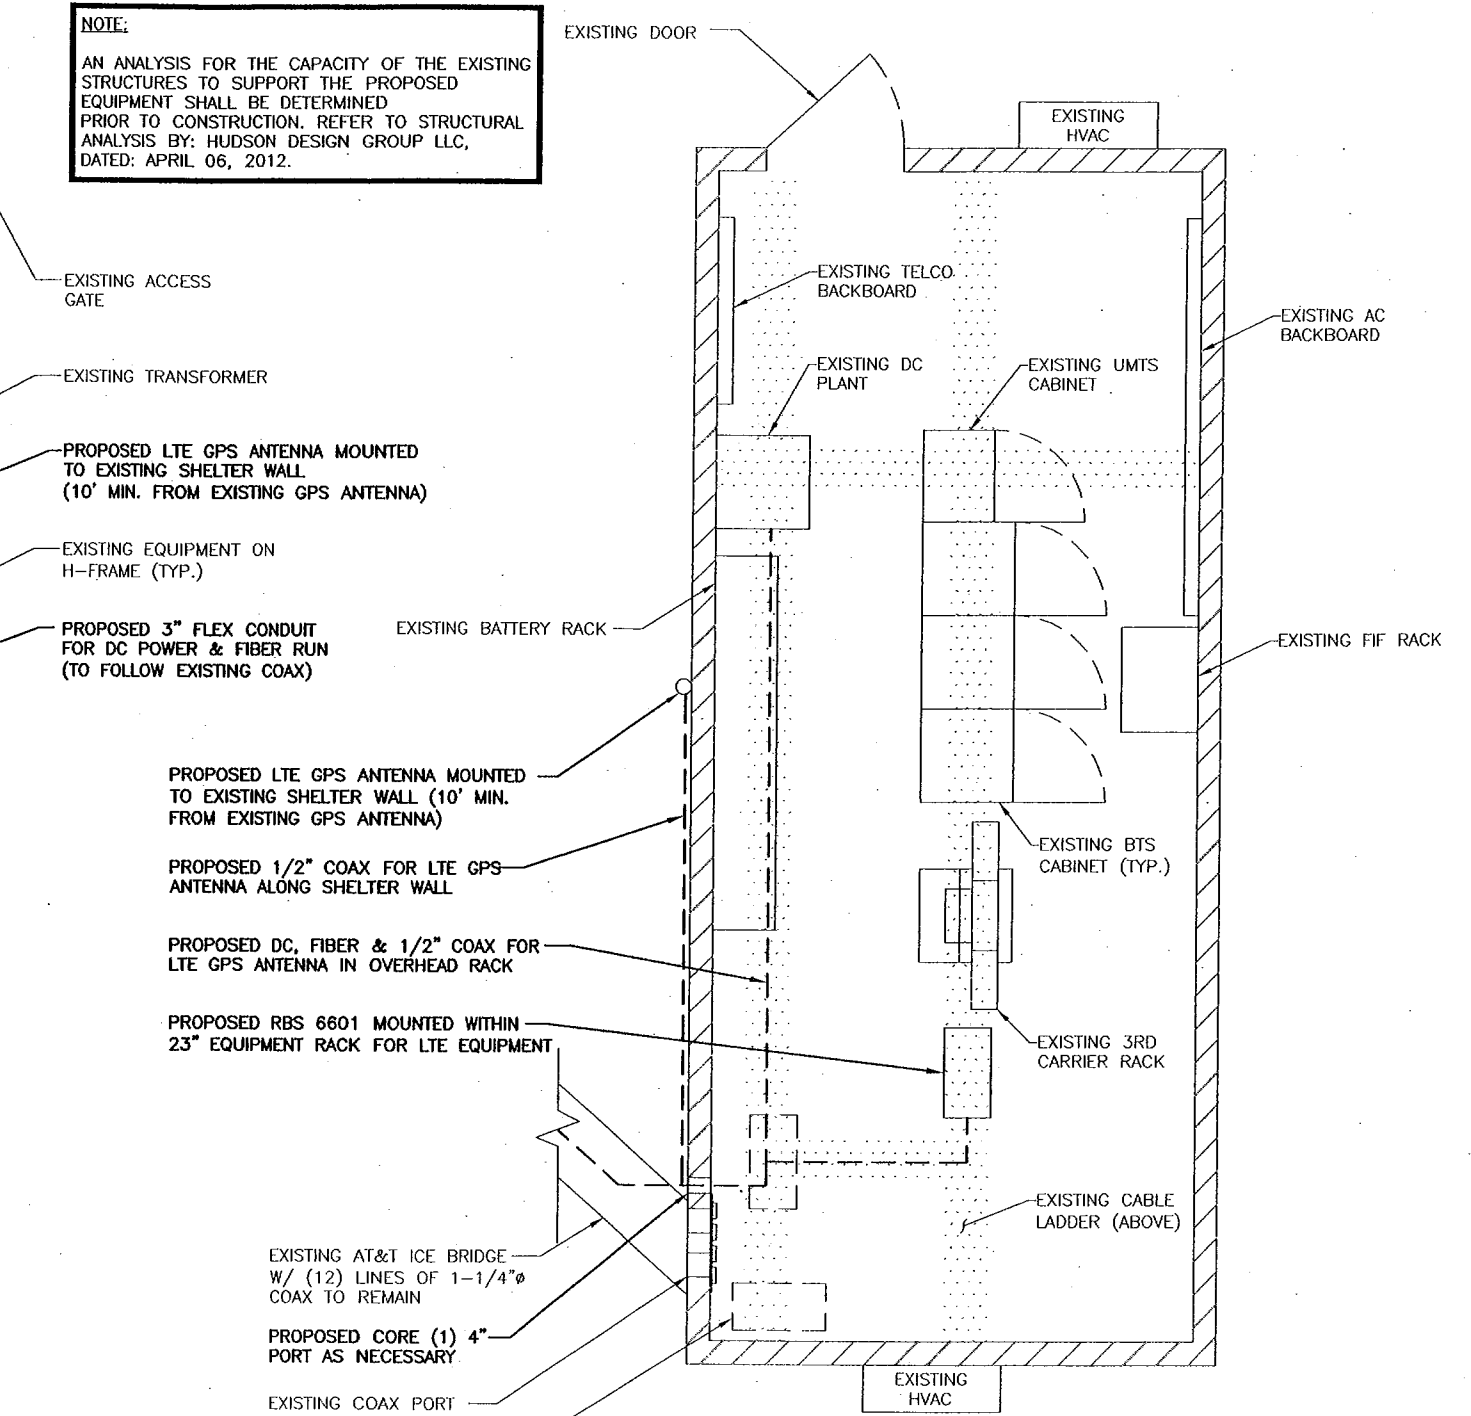 NOTE:
AN ANALYSIS FOR THE CAPACITY OF THE EXISTING
STRUCTURES TO SUPPORT THE PROPOSED
EQUIPMENT SHALL BE DETERMINED
PRIOR TO CONSTRUCTION. REFER TO STRUCTURAL
ANALYSIS BY: HUDSON DESIGN GROUP LLC,
DATED: APRIL 06, 2012.
EXISTING DOOR
EXISTING
HVAC
EXISTING ACCESS
GATE
EXISTING TELCO
BACKBOARD
EXISTING AC
BACKBOARD
EXISTING TRANSFORMER
EXISTING DC
PLANT
EXISTING UMTS
CABINET
PROPOSED LTE GPS ANTENNA MOUNTED
TO EXISTING SHELTER WALL
(10' MIN. FROM EXISTING GPS ANTENNA)
EXISTING EQUIPMENT ON
H-FRAME (TYP.)
PROPOSED 3" FLEX CONDUIT
FOR DC POWER & FIBER RUN
(TO FOLLOW EXISTING COAX)
EXISTING BATTERY RACK
EXISTING FIF RACK
PROPOSED LTE GPS ANTENNA MOUNTED
TO EXISTING SHELTER WALL (10' MIN.
FROM EXISTING GPS ANTENNA)
EXISTING BTS
CABINET (TYP.)
PROPOSED 1/2" COAX FOR LTE GPS
ANTENNA ALONG SHELTER WALL
PROPOSED DC, FIBER & 1/2" COAX FOR
LTE GPS ANTENNA IN OVERHEAD RACK
PROPOSED RBS 6601 MOUNTED WITHIN
23" EQUIPMENT RACK FOR LTE EQUIPMENT
EXISTING 3RD
CARRIER RACK
EXISTING CABLE
LADDER (ABOVE)
EXISTING AT&T ICE BRIDGE
W/ (12) LINES OF 1-1/4"ø
COAX TO REMAIN
PROPOSED CORE (1) 4"
PORT AS NECESSARY
EXISTING COAX PORT
EXISTING
HVAC